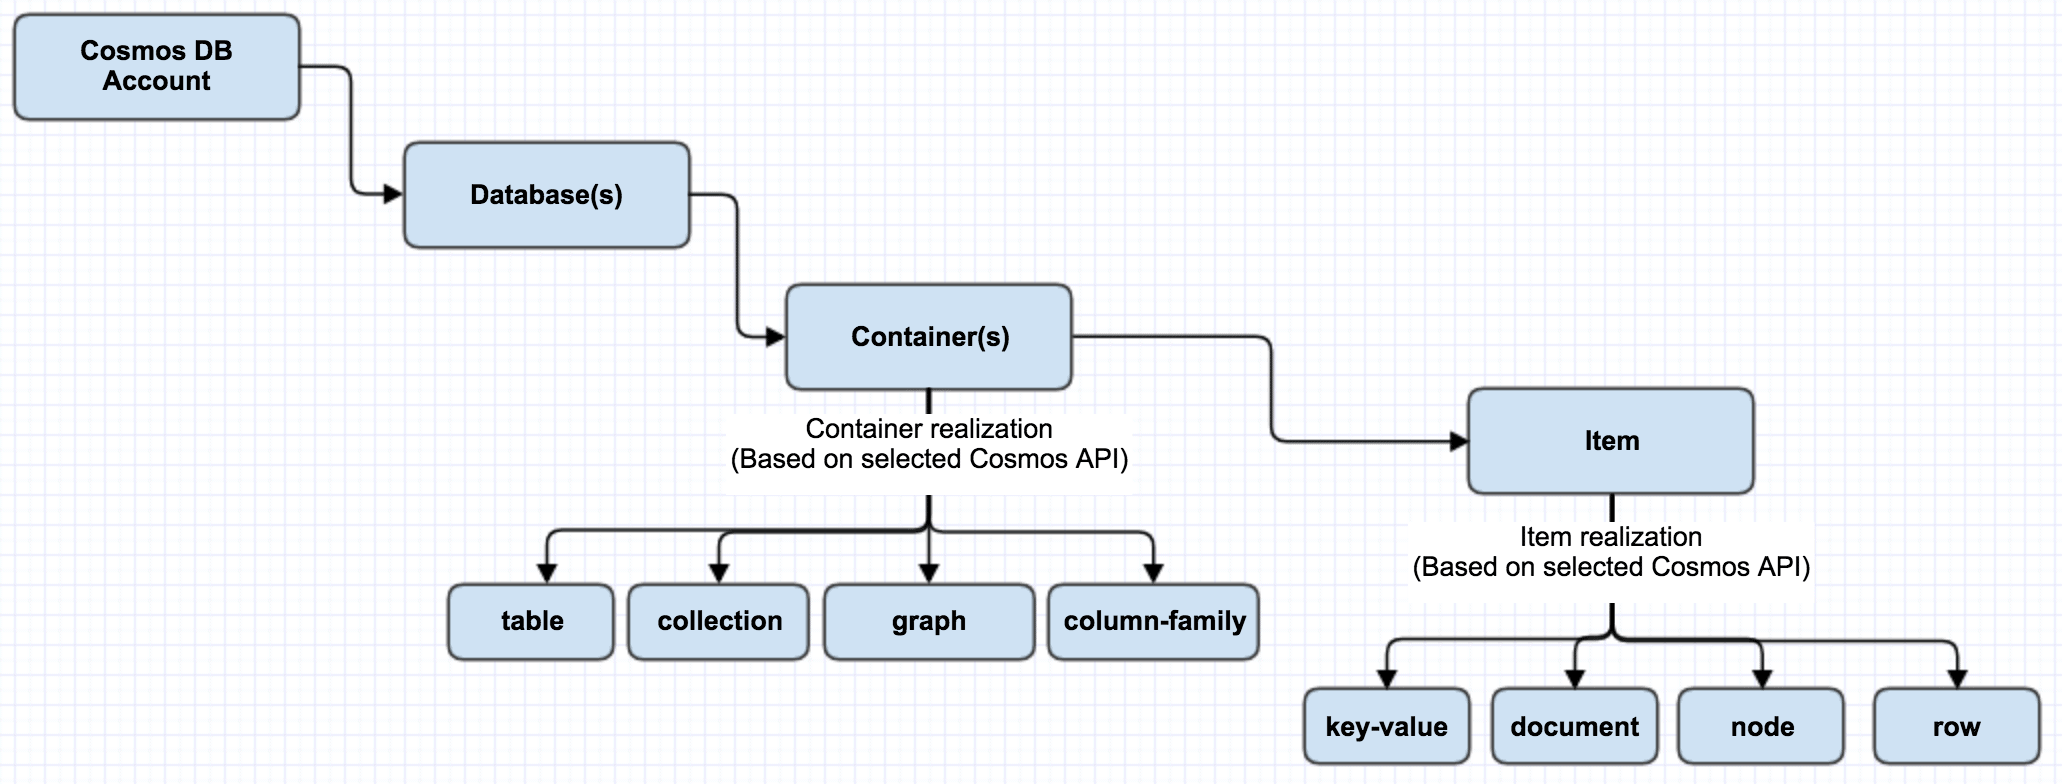 Cosmos DB
Account
Database(s)
Container(s)
Container realization
(Based on selected Cosmos API)
Item
Item realization
(Based on selected Cosmos API)
table
collection
graph
column-family
key-value
document
node
row